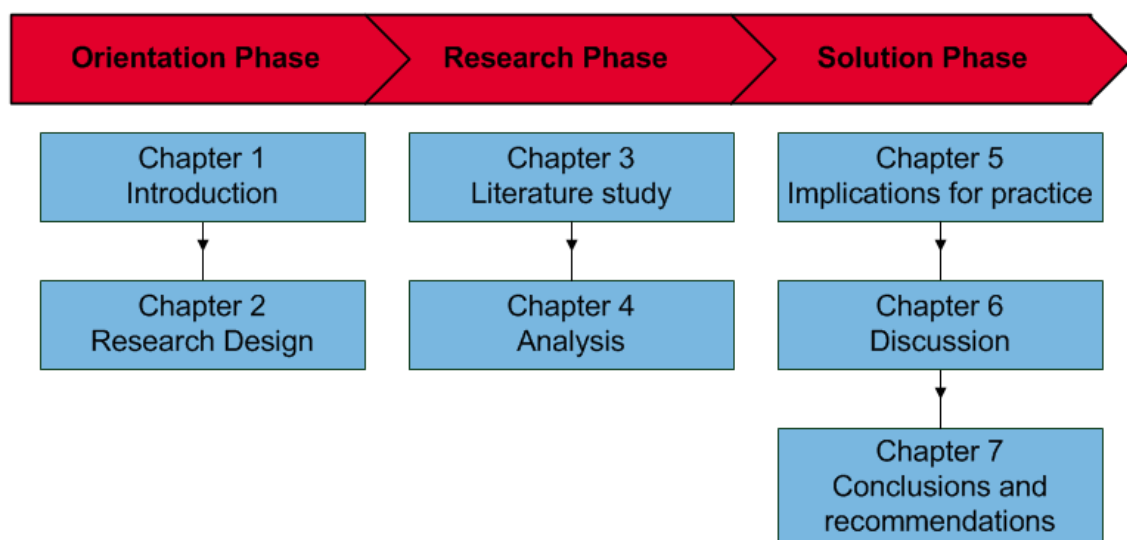 Orientation Phase
Research Phase
Solution Phase
Chapter 1
Introduction
Chapter 2
Research Design
Chapter 3
Literature study
Chapter 4
Analysis
Chapter 5
Implications for practice
Chapter 6
Discussion
Chapter 7
Conclusions and
recommendations